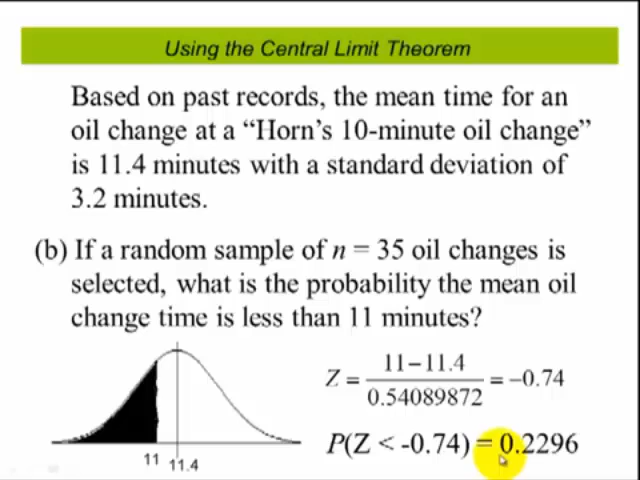 Using the Central Limit Theorem
Based on past records, the mean time for an
oil change at a “Horn’s 10-minute oil change”
is 11.4 minutes with a standard deviation of
3.2 minutes.
(b) If a random sample of n = 35 oil changes is
selected, what is the probability the mean oil
change time is less than 11 minutes?
Z = (11−11.4)/0.54089872 = −0.74
P(Z < -0.74) = 0.2296
11 11.4